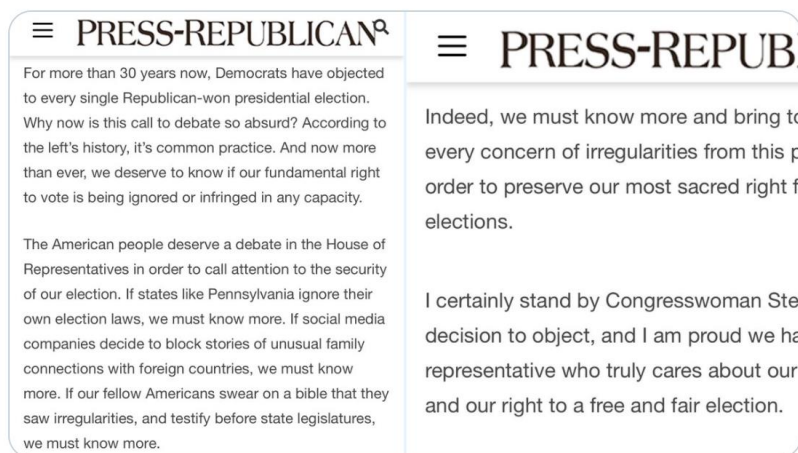 PRESS-REPUBLICAN
For more than 30 years now, Democrats have objected
to every single Republican-won presidential election.
Why now is this call to debate so absurd? According to
the left's history, it's common practice. And now more
than ever, we deserve to know if our fundamental right
to vote is being ignored or infringed in any capacity.
The American people deserve a debate in the House of
Representatives in order to call attention to the security
of our election. If states like Pennsylvania ignore their
own election laws, we must know more. If social media
companies decide to block stories of unusual family
connections with foreign countries, we must know
more. If our fellow Americans swear on a bible that they
saw irregularities, and testify before state legislatures,
we must know more.
PRESS-REPUB
Indeed, we must know more and bring to
every concern of irregularities from this p
order to preserve our most sacred right f
elections.
I certainly stand by Congresswoman Ste
decision to object, and I am proud we ha
representative who truly cares about our
and our right to a free and fair election.